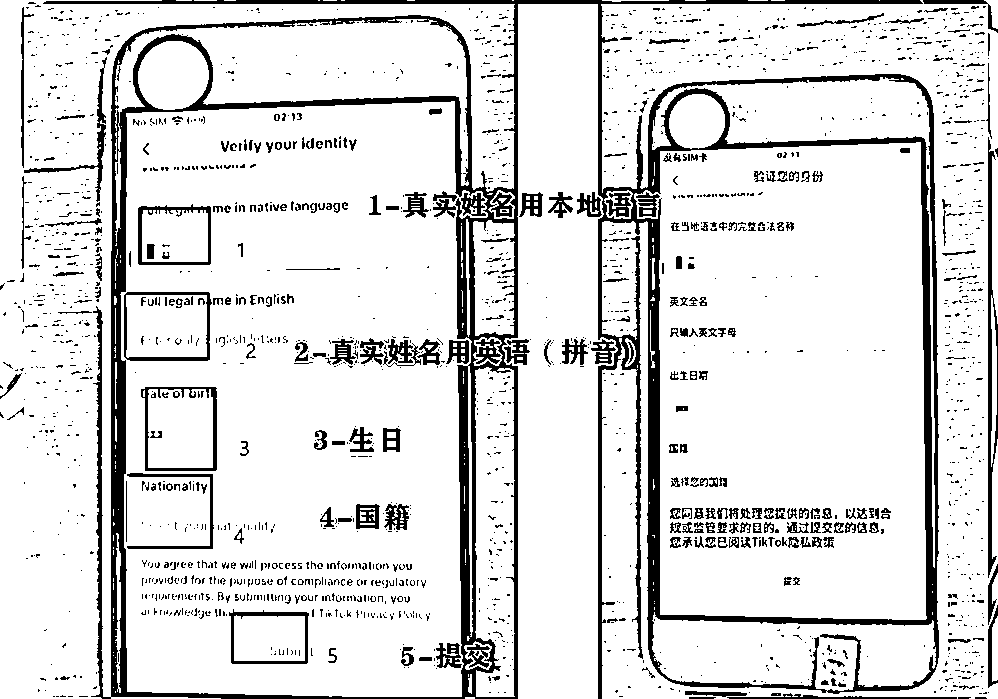 No SIM
02:13
Verify your identity
View instructions >
Full legal name in native language
1-真实姓名用本地语言
1
Full legal name in English
Enter only English letters
2
2-真实姓名用英语（拼音）
Date of birth
3
3-生日
Nationality
Select your nationality
4
4-国籍
You agree that we will process the information you
provided for the purpose of compliance or regulatory
requirements. By submitting your information, you
acknowledge that TikTok Privacy Policy
Submit
5
5-提交
没有SIM卡
02:11
验证您的身份
View instructions >
在当地语言中的完整合法名称
英文全名
只输入英文字母
出生日期
国籍
选择您的国籍
您同意我们将处理您提供的信息，以达到合
规或监管要求的目的。通过提交您的信息，
您承认您已阅读TikTok隐私政策
提交